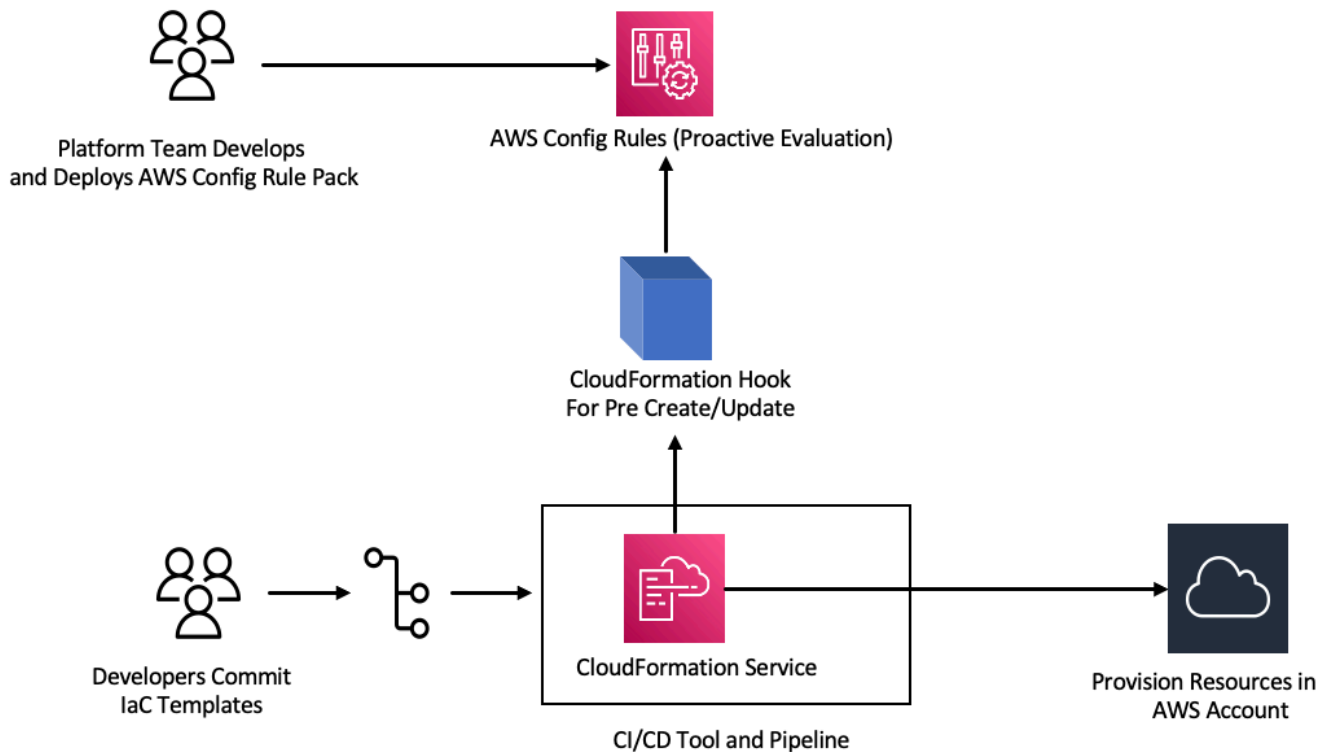 Platform Team Develops
and Deploys AWS Config Rule Pack
AWS Config Rules (Proactive Evaluation)
CloudFormation Hook
For Pre Create/Update
Developers Commit
IaC Templates
CloudFormation Service
CI/CD Tool and Pipeline
Provision Resources in
AWS Account